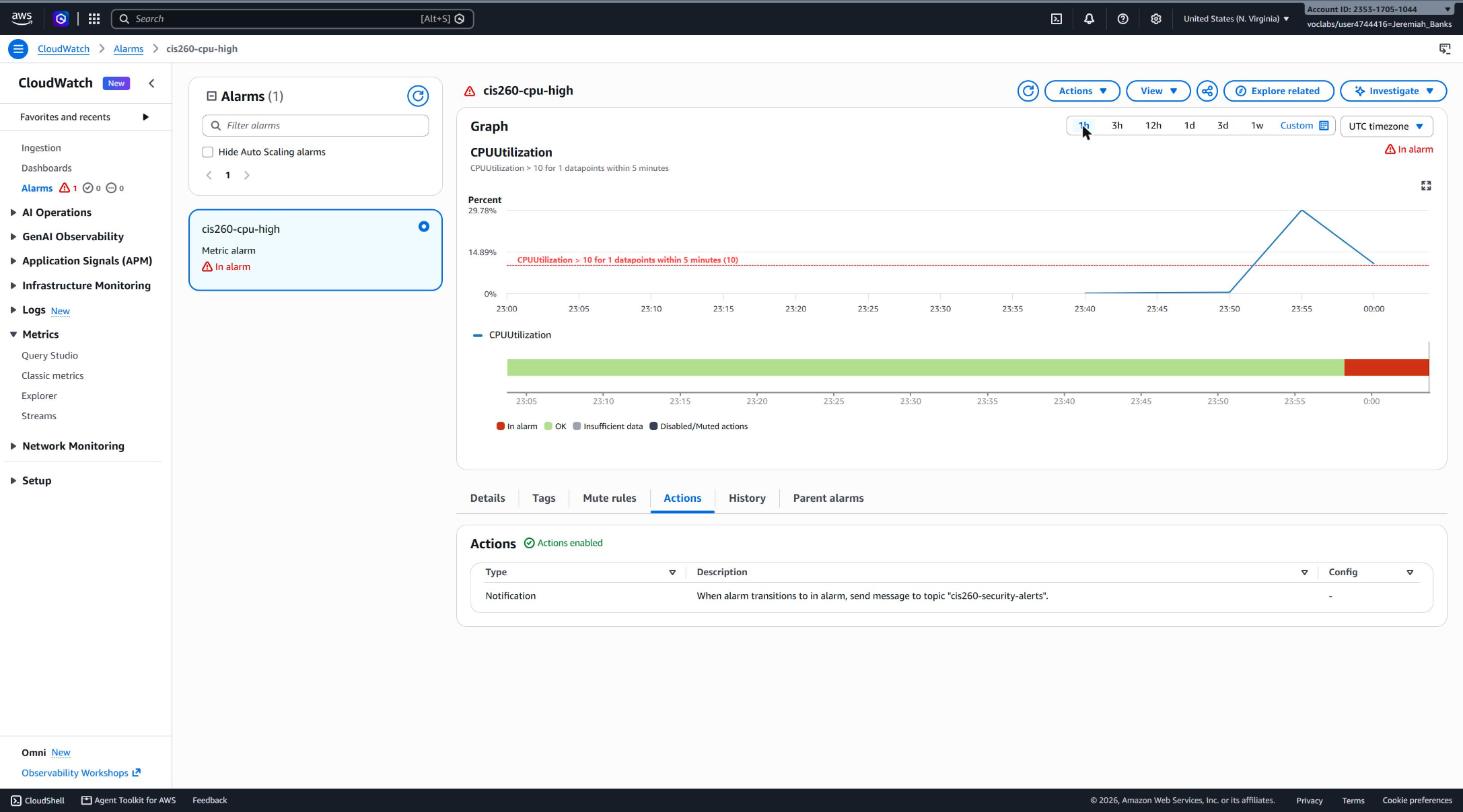 aws
Search [Alt+S]
United States (N. Virginia)
Account ID: 2353-1705-1044
voclabs/user4744416=Jeremiah_Banks
CloudWatch > Alarms > cis260-cpu-high
CloudWatch New
Favorites and recents
Ingestion
Dashboards
Alarms 1 0 0
AI Operations
GenAI Observability
Application Signals (APM)
Infrastructure Monitoring
Logs New
Metrics
Query Studio
Classic metrics
Explorer
Streams
Network Monitoring
Setup
Omni New
Observability Workshops
Alarms (1)
Filter alarms
Hide Auto Scaling alarms
1
cis260-cpu-high
Metric alarm
In alarm
cis260-cpu-high
Actions View Explore related Investigate
Graph
1h 3h 12h 1d 3d 1w Custom UTC timezone
CPUUtilization
In alarm
CPUUtilization > 10 for 1 datapoints within 5 minutes
Percent
29.78%
14.89%
CPUUtilization > 10 for 1 datapoints within 5 minutes (10)
0%
23:00 23:05 23:10 23:15 23:20 23:25 23:30 23:35 23:40 23:45 23:50 23:55 00:00
CPUUtilization
23:05 23:10 23:15 23:20 23:25 23:30 23:35 23:40 23:45 23:50 23:55 0:00
In alarm OK Insufficient data Disabled/Muted actions
Details Tags Mute rules Actions History Parent alarms
Actions Actions enabled
Type Description Config
Notification When alarm transitions to in alarm, send message to topic "cis260-security-alerts". -
CloudShell Agent Toolkit for AWS Feedback
© 2026, Amazon Web Services, Inc. or its affiliates. Privacy Terms Cookie preferences